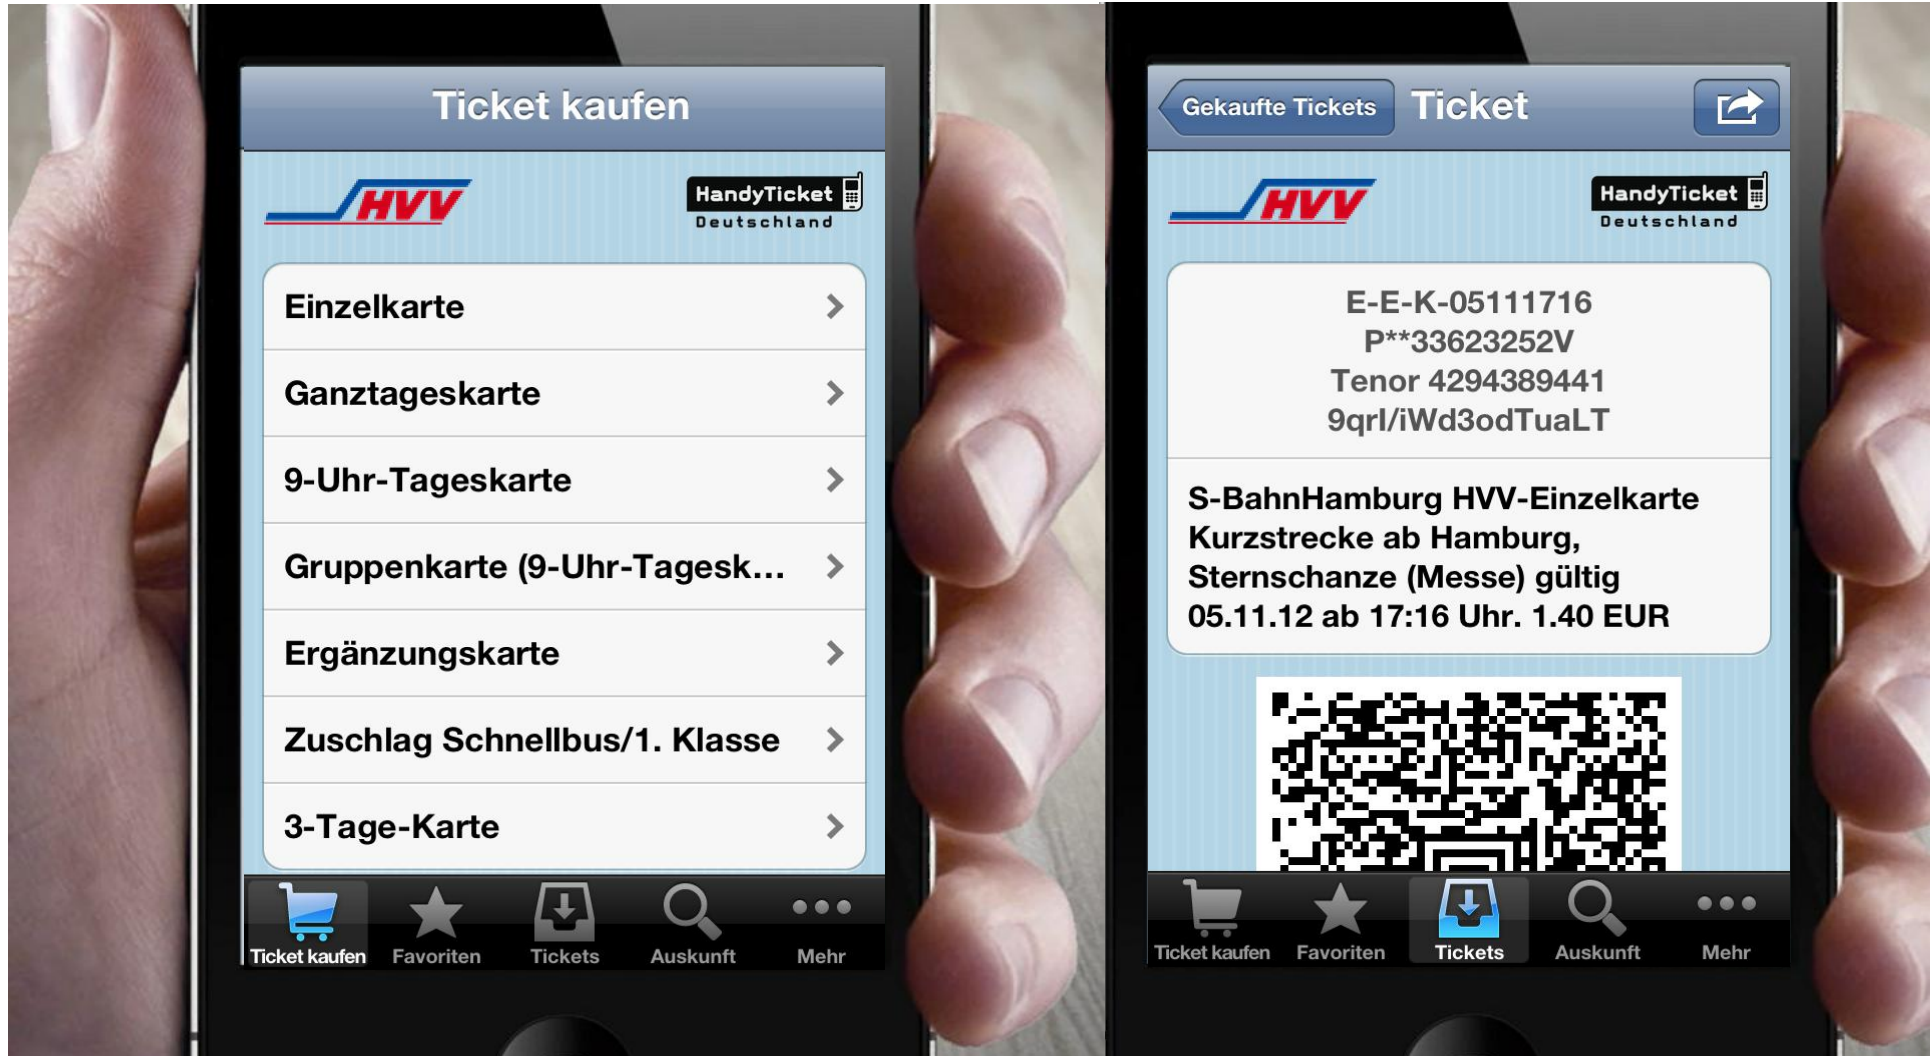 Ticket kaufen
HVV
HandyTicket
Deutschland
Einzelkarte
Ganztageskarte
9-Uhr-Tageskarte
Gruppenkarte (9-Uhr-Tagesk...
Ergänzungskarte
Zuschlag Schnellbus/1. Klasse
3-Tage-Karte
Ticket kaufen
Favoriten
Tickets
Auskunft
Mehr
Gekaufte Tickets
Ticket
HVV
HandyTicket
Deutschland
E-E-K-05111716
P**33623252V
Tenor 4294389441
9qrl/iWd3odTuaLT
S-BahnHamburg HVV-Einzelkarte
Kurzstrecke ab Hamburg,
Sternschanze (Messe) gültig
05.11.12 ab 17:16 Uhr. 1.40 EUR
Ticket kaufen
Favoriten
Tickets
Auskunft
Mehr